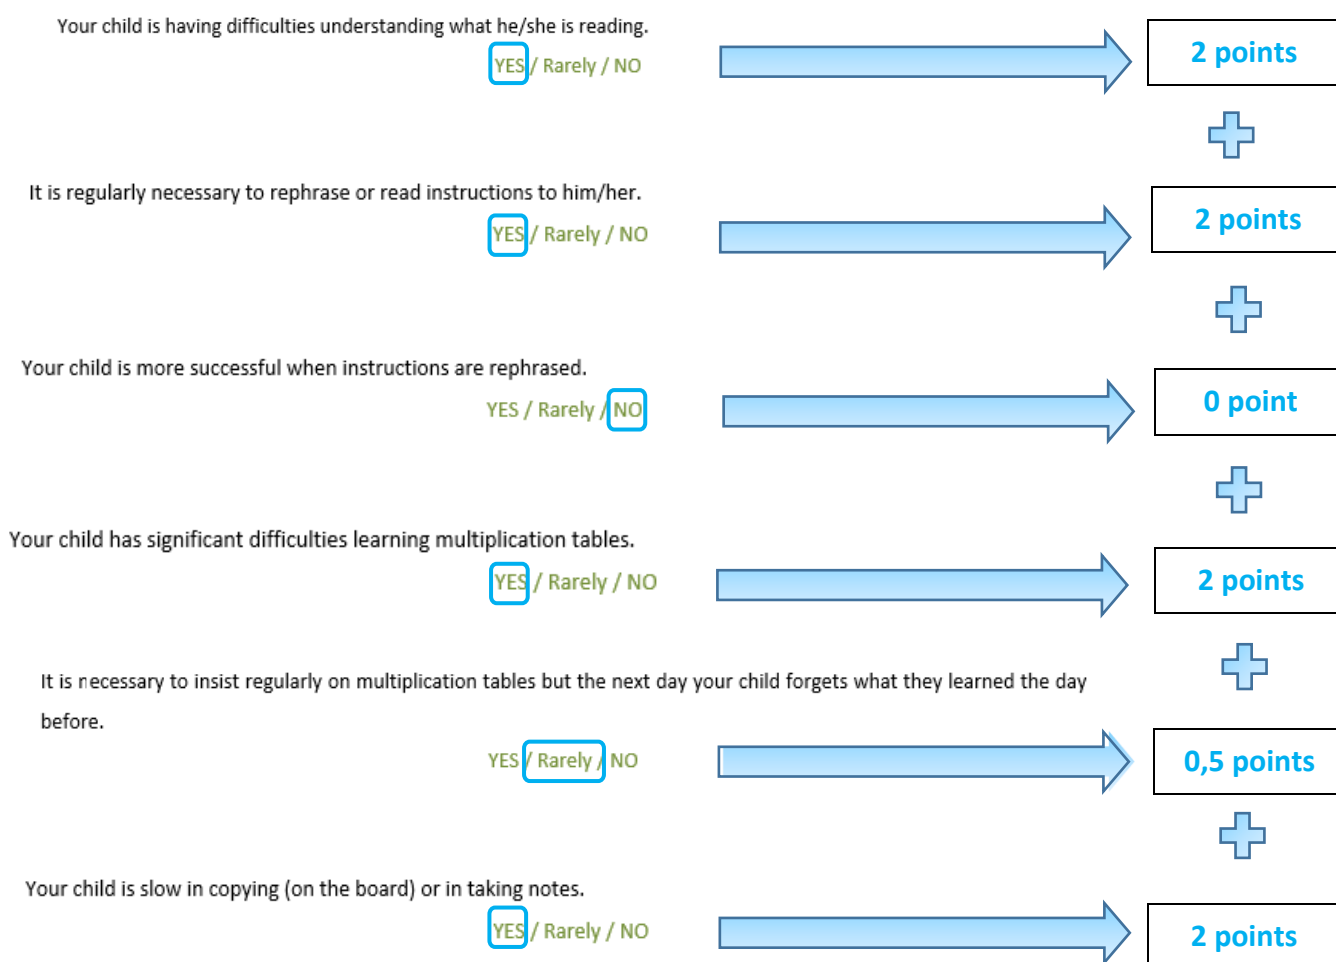 Your child is having difficulties understanding what he/she is reading.
YES / Rarely / NO
2 points
It is regularly necessary to rephrase or read instructions to him/her.
YES / Rarely / NO
2 points
Your child is more successful when instructions are rephrased.
YES / Rarely / NO
0 point
Your child has significant difficulties learning multiplication tables.
YES / Rarely / NO
2 points
It is necessary to insist regularly on multiplication tables but the next day your child forgets what they learned the day
before.
YES / Rarely / NO
0,5 points
Your child is slow in copying (on the board) or in taking notes.
YES / Rarely / NO
2 points